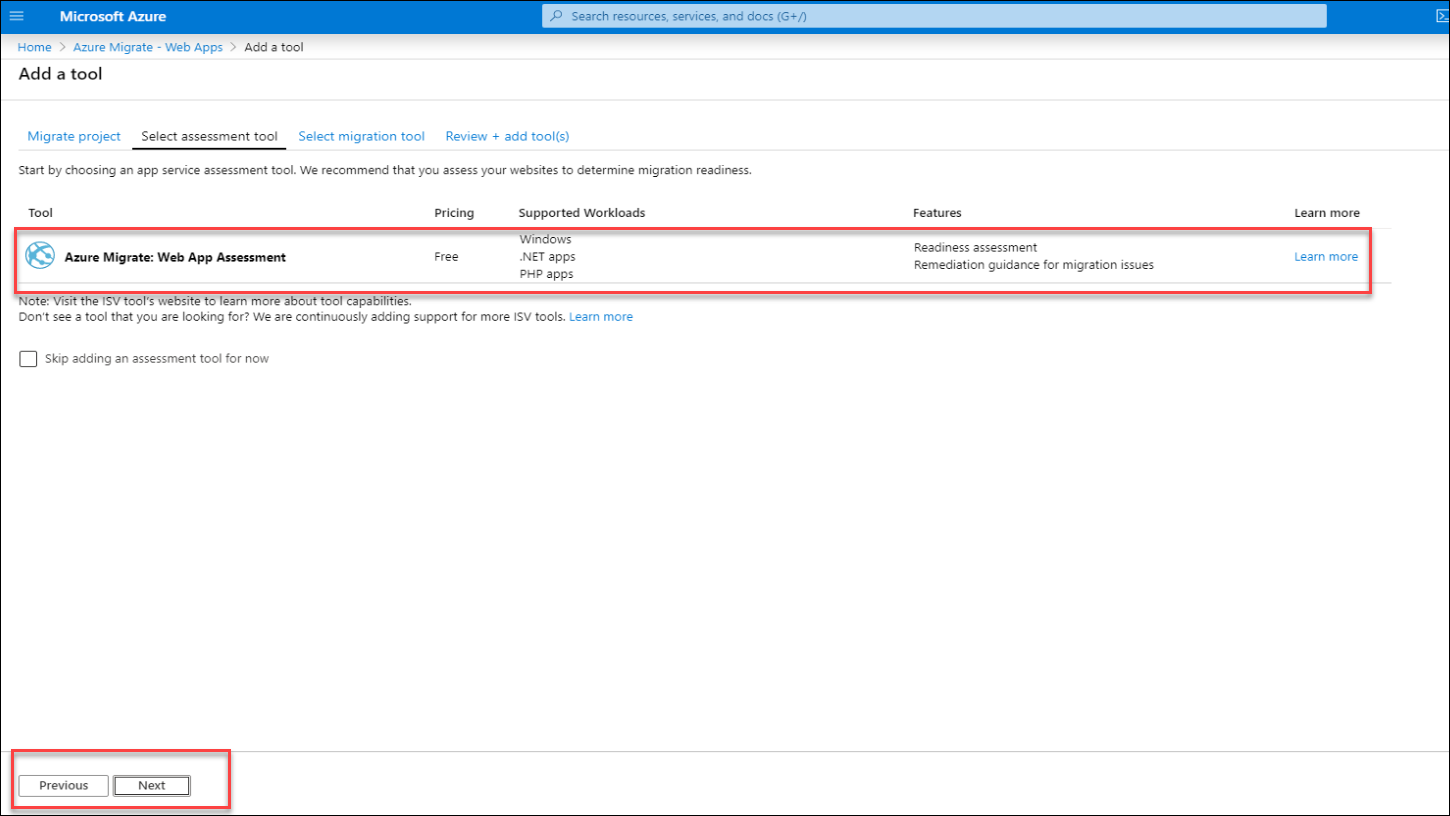 Microsoft Azure
Search resources, services, and docs (G+/)
Home > Azure Migrate - Web Apps > Add a tool
Add a tool
Migrate project Select assessment tool Select migration tool Review + add tool(s)
Start by choosing an app service assessment tool. We recommend that you assess your websites to determine migration readiness.
Tool Pricing Supported Workloads Features Learn more
Azure Migrate: Web App Assessment Free
Windows
.NET apps
PHP apps
Readiness assessment
Remediation guidance for migration issues
Learn more
Note: Visit the ISV tool's website to learn more about tool capabilities.
Don't see a tool that you are looking for? We are continuously adding support for more ISV tools. Learn more
Skip adding an assessment tool for now
Previous Next